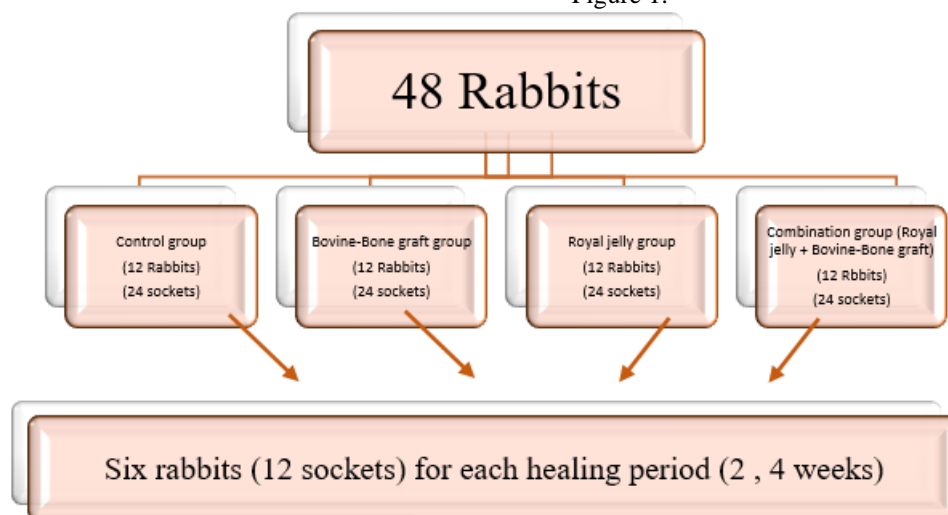 Figure 1.
48 Rabbits
Control group
(12 Rabbits)
(24 sockets)
Bovine-Bone graft group
(12 Rabbits)
(24 sockets)
Royal jelly group
(12 Rabbits)
(24 sockets)
Combination group (Royal
jelly + Bovine-Bone graft)
(12 Rbbits)
(24 sockets)
Six rabbits (12 sockets) for each healing period (2 , 4 weeks)